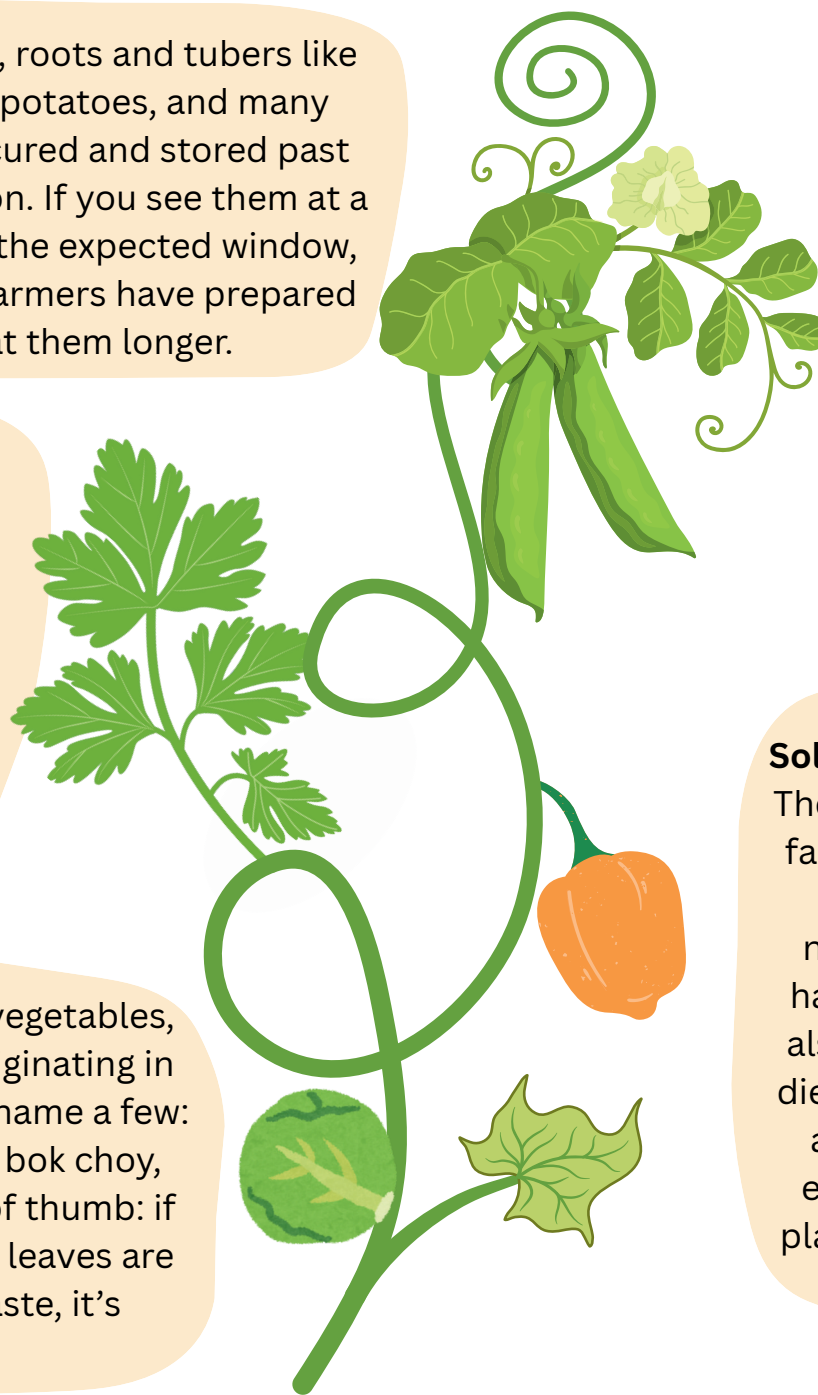 , roots and tubers like
potatoes, and many
cured and stored past
on. If you see them at a
the expected window,
armers have prepared
at them longer.
vegetables,
ginating in
name a few:
bok choy,
of thumb: if
leaves are
aste, it’s
Sol
The
fa
n
ha
als
die
a
e
pla